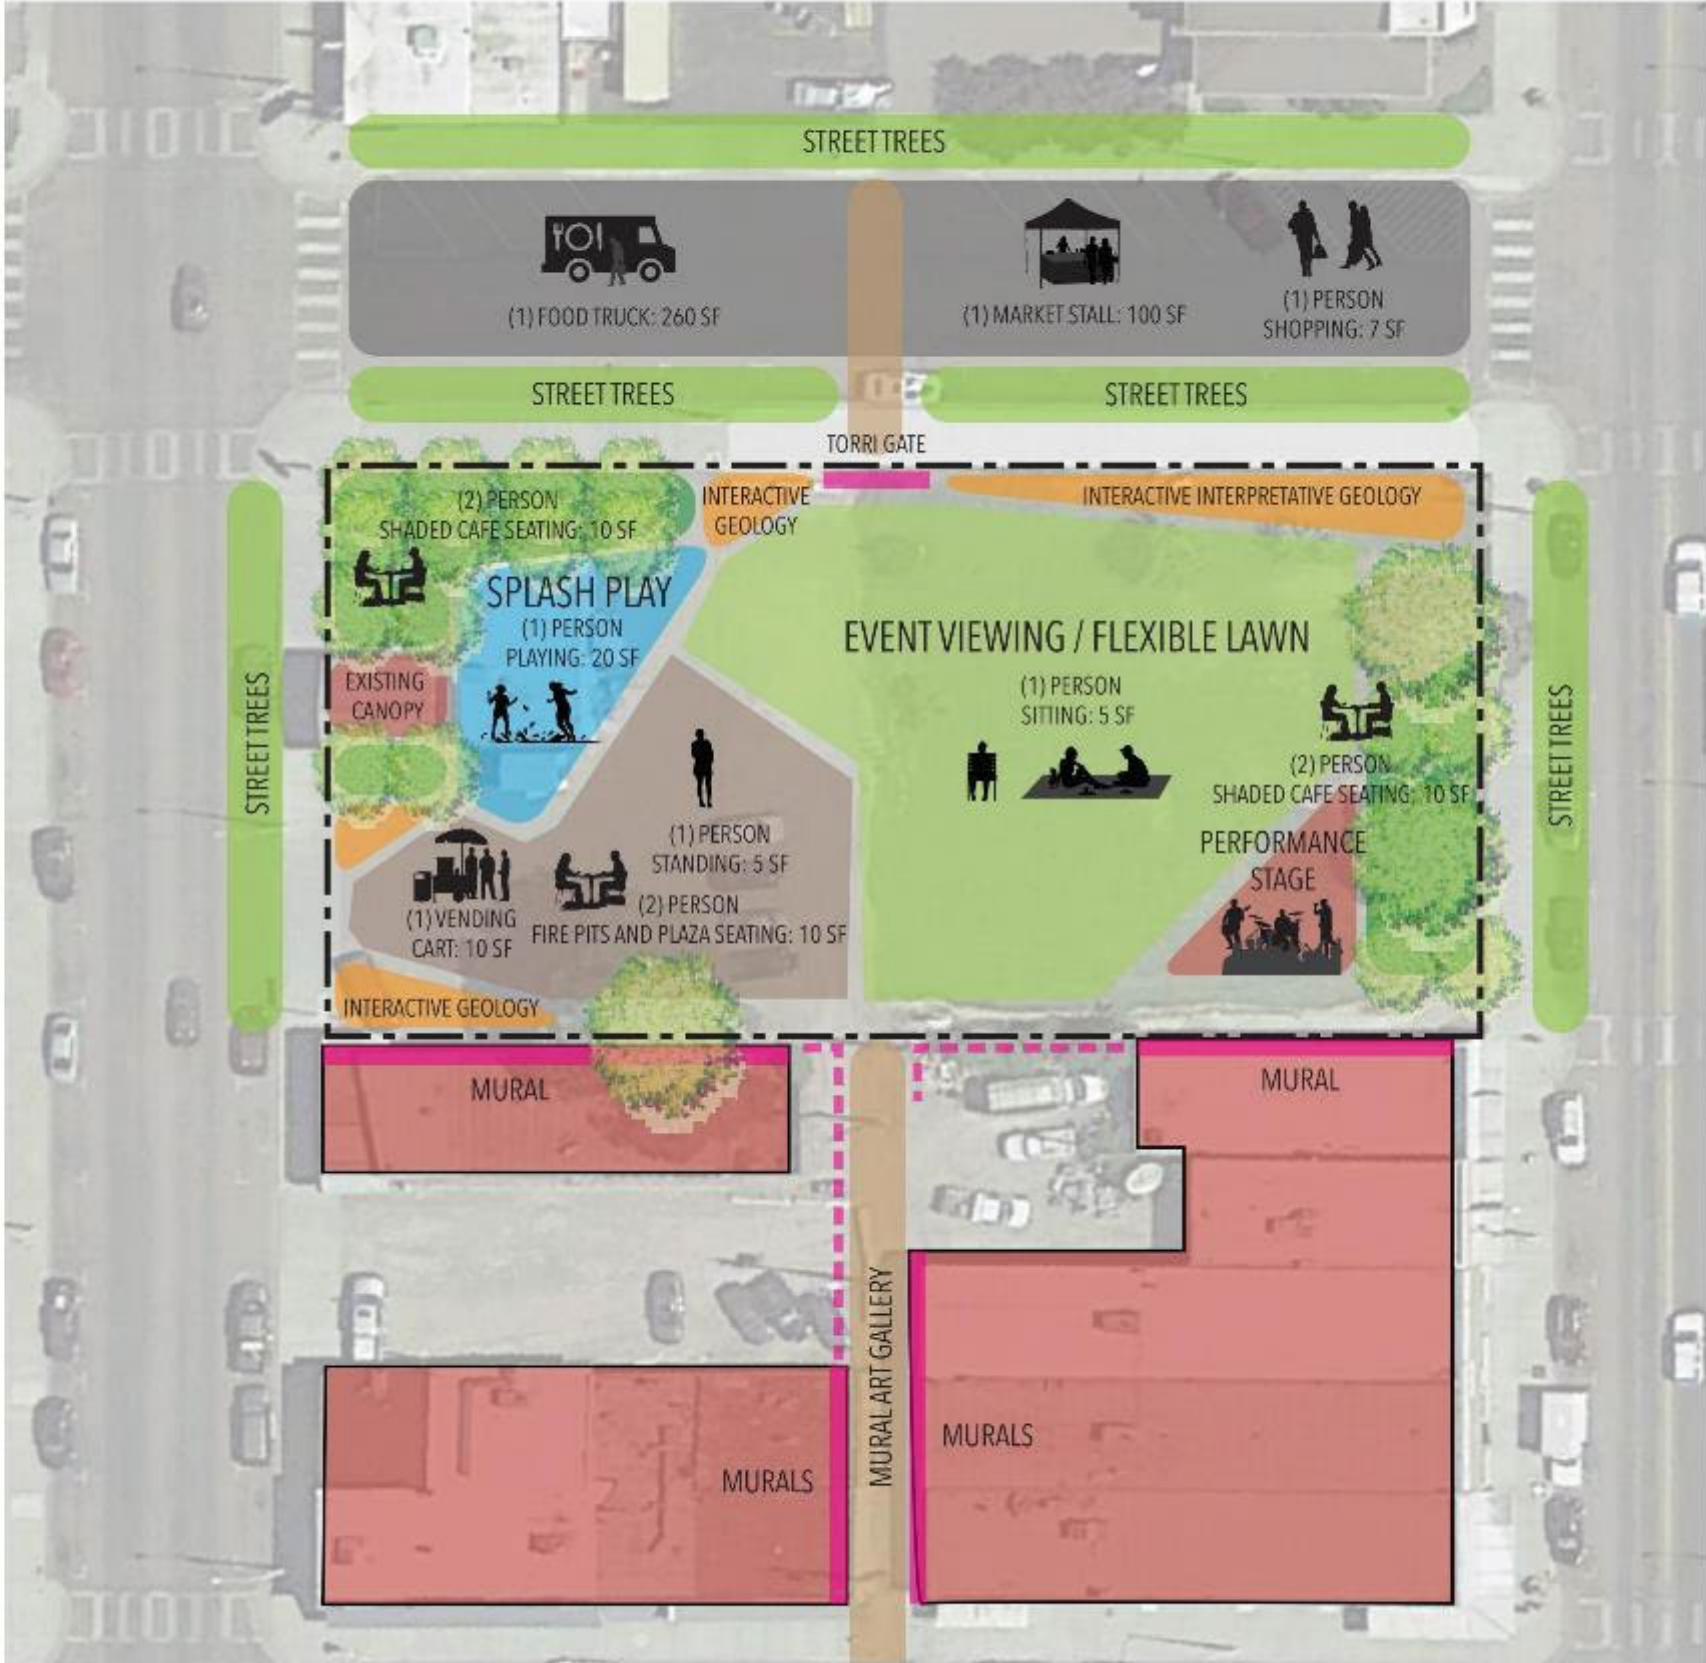 STREET TREES
(1) FOOD TRUCK: 260 SF
(1) MARKET STALL: 100 SF
(1) PERSON
SHOPPING: 7 SF
STREET TREES
STREET TREES
TORRI GATE
(2) PERSON
SHADED CAFE SEATING: 10 SF
INTERACTIVE
GEOLOGY
INTERACTIVE INTERPRETATIVE GEOLOGY
SPLASH PLAY
(1) PERSON
PLAYING: 20 SF
EVENT VIEWING / FLEXIBLE LAWN
(1) PERSON
SITTING: 5 SF
EXISTING
CANOPY
STREET TREES
STREET TREES
(2) PERSON
SHADED CAFE SEATING: 10 SF
(1) PERSON
STANDING: 5 SF
PERFORMANCE
STAGE
(1) VENDING
CART: 10 SF
(2) PERSON
FIRE PITS AND PLAZA SEATING: 10 SF
INTERACTIVE GEOLOGY
MURAL
MURAL
MURAL ART GALLERY
MURALS
MURALS